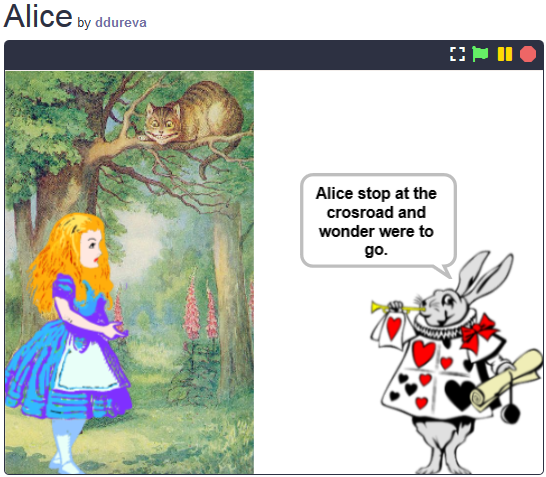 Alice by ddureva
Alice stop at the
crosroad and
wonder were to
go.